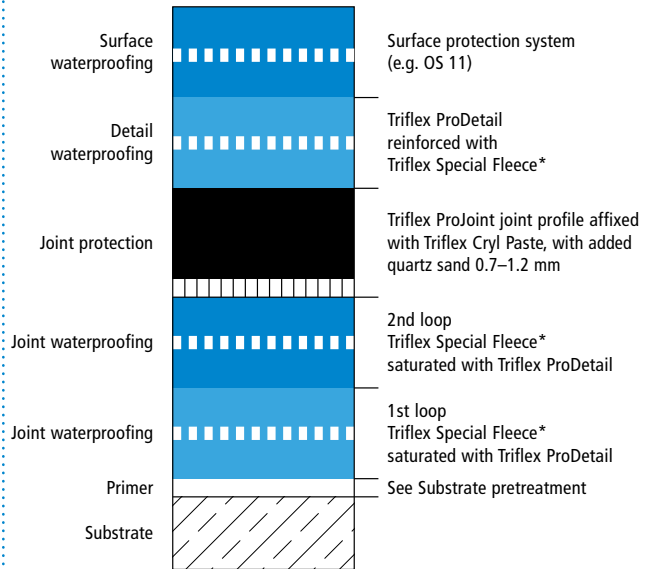 Surface
waterproofing
Surface protection system
(e.g. OS 11)
Detail
waterproofing
Triflex ProDetail
reinforced with
Triflex Special Fleece*
Joint protection
Triflex ProJoint joint profile affixed
with Triflex Cryl Paste, with added
quartz sand 0.7–1.2 mm
Joint waterproofing
2nd loop
Triflex Special Fleece*
saturated with Triflex ProDetail
Joint waterproofing
1st loop
Triflex Special Fleece*
saturated with Triflex ProDetail
Primer
See Substrate pretreatment
Substrate